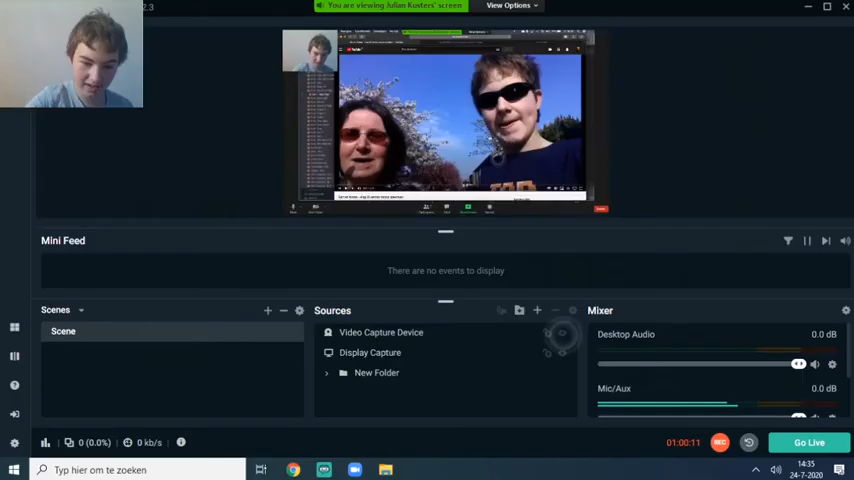 2.3
You are viewing Julian Kusters' screen
View Options
Mini Feed
There are no events to display
Scenes
Scene
Sources
Video Capture Device
Display Capture
New Folder
Mixer
Desktop Audio
0.0 dB
Mic/Aux
0.0 dB
0 (0.0%)
0 kb/s
01:00:11
REC
Go Live
Typ hier om te zoeken
14:35
24-7-2020